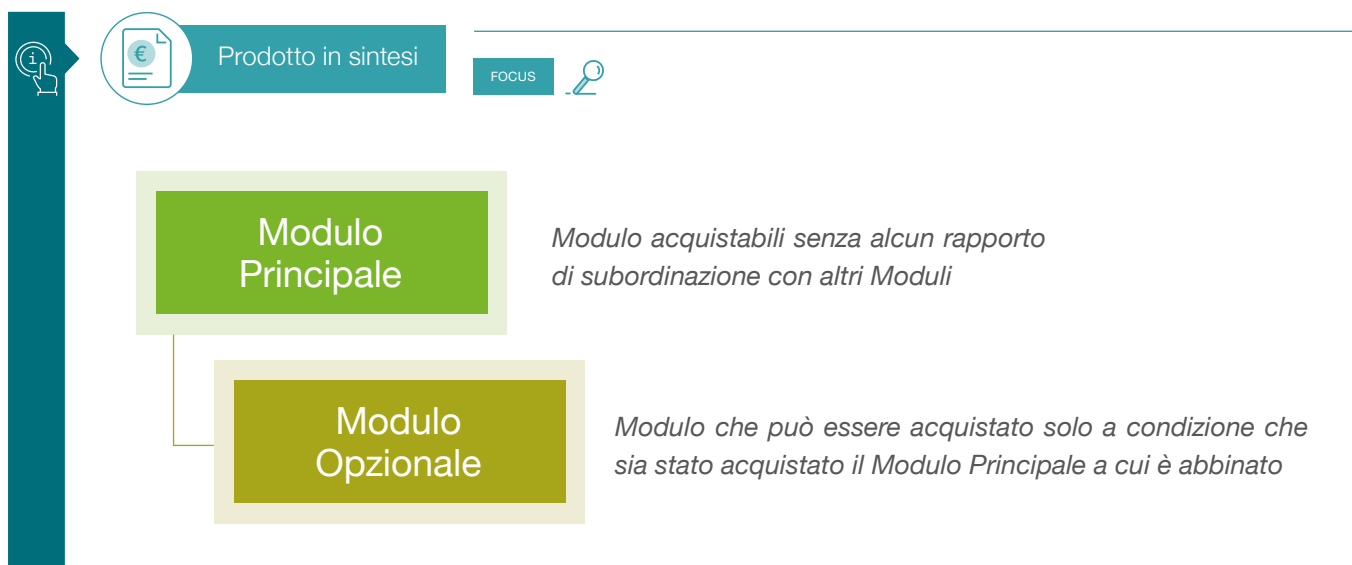 Prodotto in sintesi
FOCUS
Modulo
Principale
Modulo acquistabili senza alcun rapporto
di subordinazione con altri Moduli
Modulo
Opzionale
Modulo che può essere acquistato solo a condizione che
sia stato acquistato il Modulo Principale a cui è abbinato